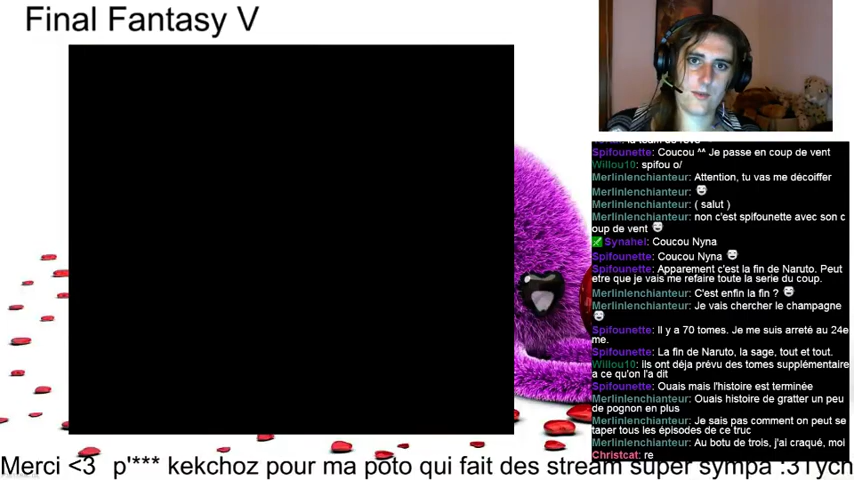 Final Fantasy V
Spifounette: Coucou ^^ Je passe en coup de vent
Willou10: spifou o/
Merlinlenchianteur: Attention, tu vas me décoiffer
Merlinlenchianteur:
Merlinlenchianteur: ( salut )
Merlinlenchianteur: non c'est spifounette avec son c
oup de vent
Synahel: Coucou Nyna
Spifounette: Coucou Nyna
Spifounette: Apparement c'est la fin de Naruto. Peut
etre que je vais me refaire toute la serie du coup.
Merlinlenchianteur: C'est enfin la fin ?
Merlinlenchianteur: Je vais chercher le champagne
Spifounette: Il y a 70 tomes. Je me suis arreté au 24e
me.
Spifounette: La fin de Naruto, la sage, tout et tout.
Willou10: ils ont déja prévu des tomes supplémentaire
a ce qu'on l'a dit
Spifounette: Ouais mais l'histoire est terminée
Merlinlenchianteur: Ouais histoire de gratter un peu
de pognon en plus
Merlinlenchianteur: Je sais pas comment on peut se
taper tous les épisodes de ce truc
Merlinlenchianteur: Au botu de trois, j'ai craqué, moi
Christcat: re
Merci <3 p'*** kekchoz pour ma poto qui fait des stream super sympa :3Tych